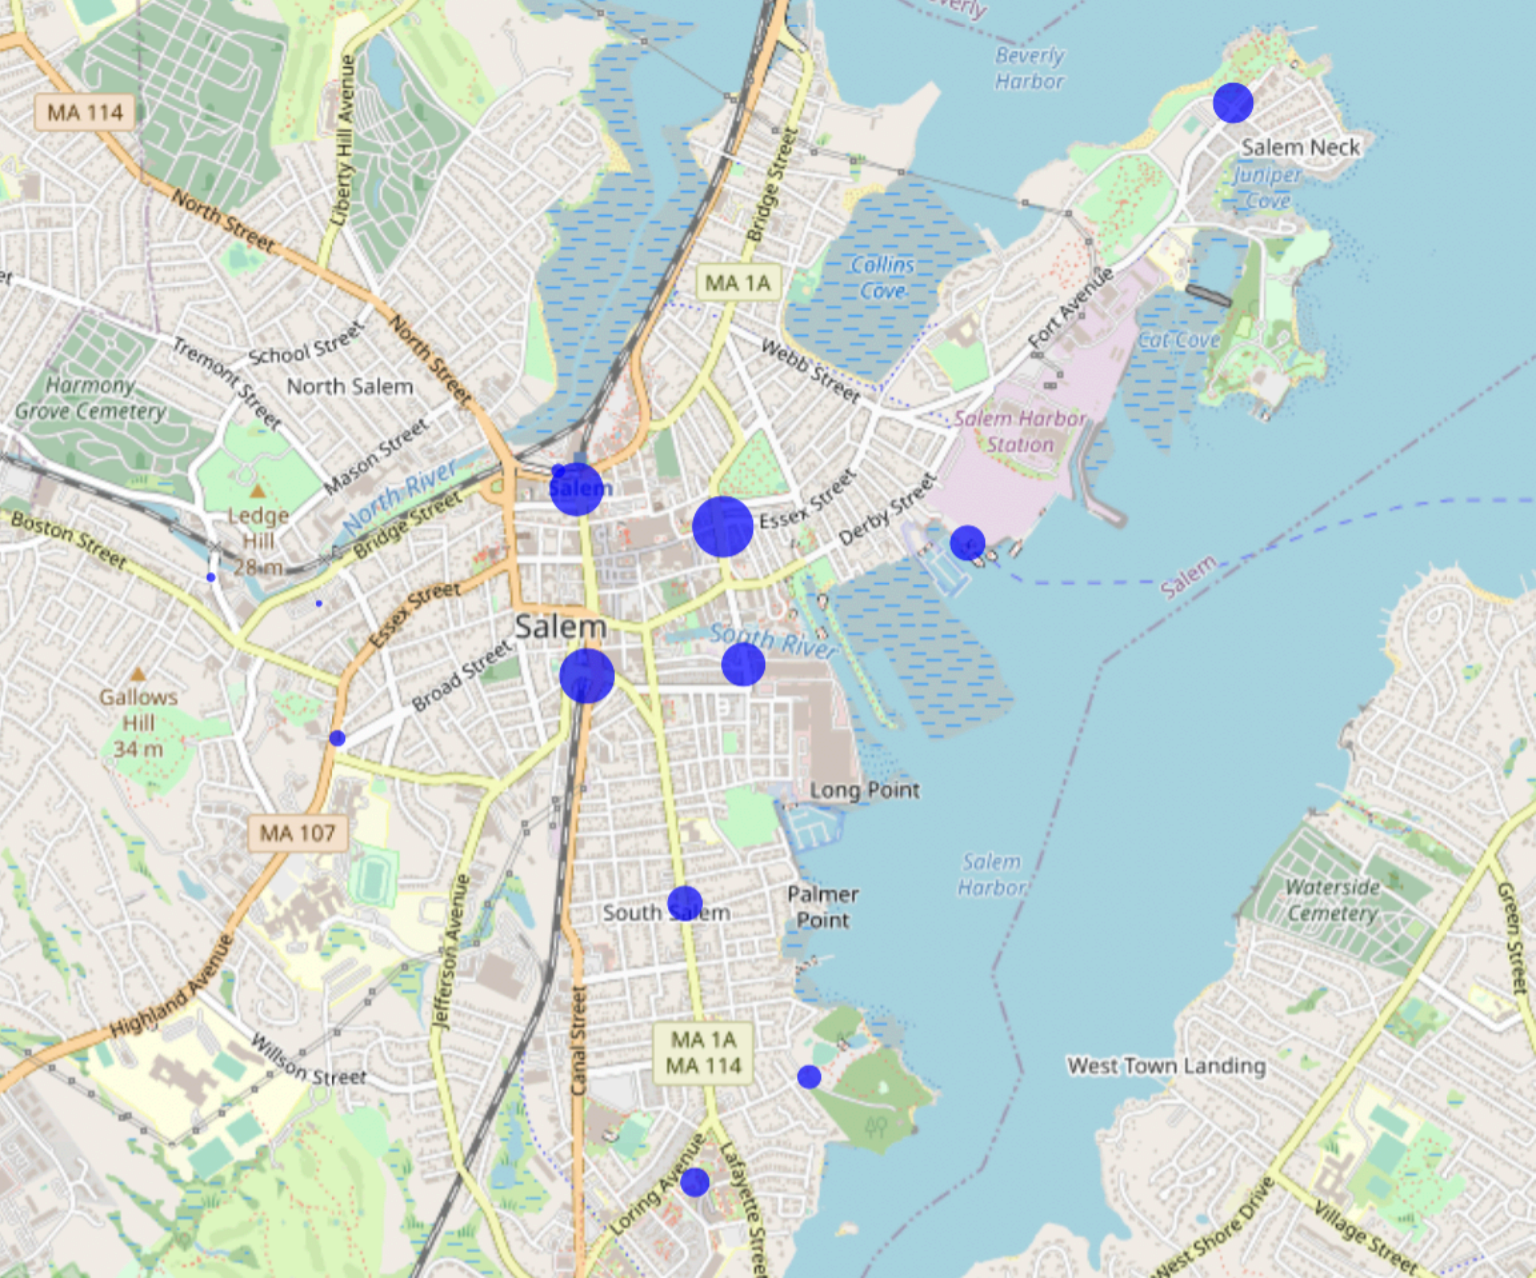 Beverly
Beverly
Harbor
MA 114
Liberty Hill Avenue
Salem Neck
Bridge Street
Juniper
Cove
North Street
Collins
Cove
MA 1A
Fort Avenue
School Street
North Street
Tremont Street
Webb Street
Cat Cove
Harmony
Grove Cemetery
North Salem
Salem Harbor
Station
Mason Street
North River
Salem
Essex Street
Derby Street
Ledge
Hill
28 m
Bridge Street
Boston Street
Essex Street
Salem
Salem
South River
Broad Street
Gallows
Hill
34 m
Long Point
MA 107
Salem
Harbor
Palmer
Point
Waterside
Cemetery
Green Street
South Salem
Jefferson Avenue
Highland Avenue
Willson Street
Canal Street
MA 1A
MA 114
West Town Landing
Loring Avenue
Lafayette Street
West Shore Drive
Village Street